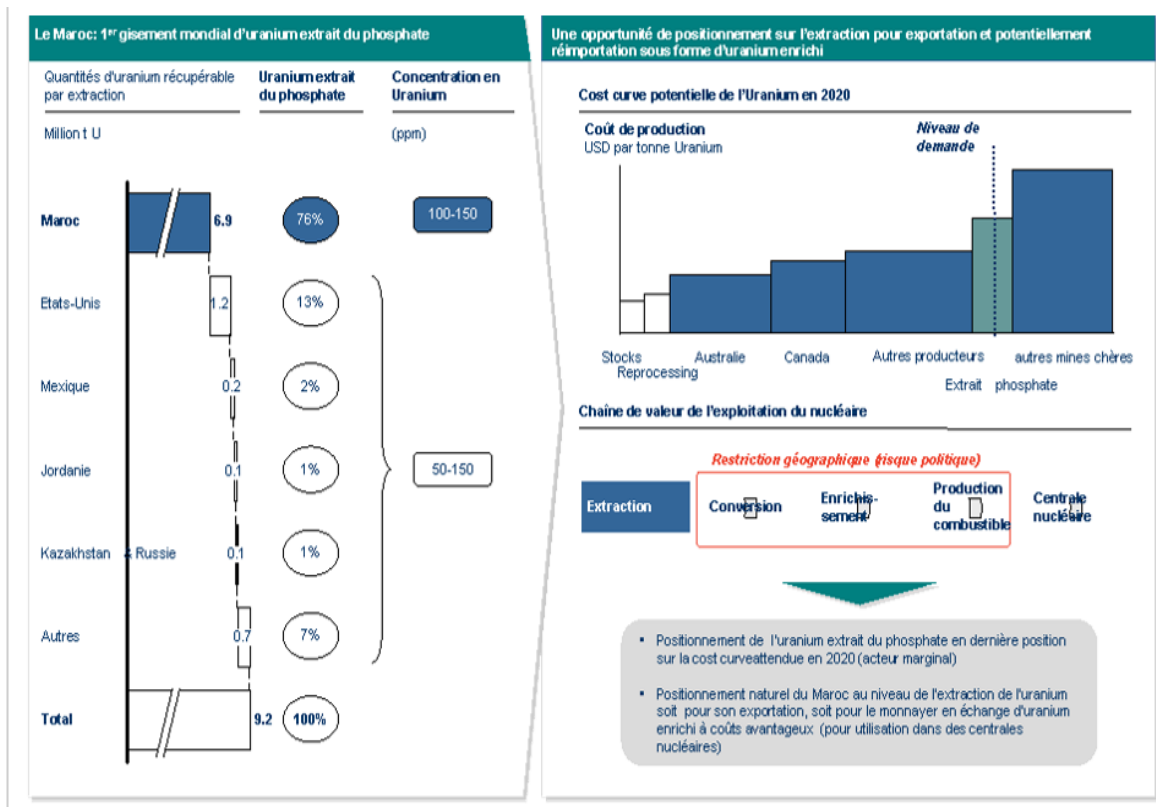 Le Maroc: 1er gisement mondial d'uranium extrait du phosphate
Quantités d'uranium récupérable
par extraction
Uranium extrait
du phosphate
Concentration en
Uranium
Million t U
(ppm)
Maroc
6.9
76%
100-150
Etats-Unis
1.2
13%
Mexique
0.2
2%
Jordanie
0.1
1%
50-150
Kazakhstan & Russie
0.1
1%
Autres
0.7
7%
Total
9.2
100%
Une opportunité de positionnement sur l'extraction pour exportation et potentiellement
réimportation sous forme d'uranium enrichi
Cost curve potentielle de l'Uranium en 2020
Coût de production
USD par tonne Uranium
Niveau de
demande
Stocks
Reprocessing
Australie
Canada
Autres producteurs
Extrait phosphate
autres mines chères
Chaîne de valeur de l'exploitation du nucléaire
Restriction géographique (risque politique)
Extraction
Conversion
Enrichis-
sement
Production
du
combustible
Centrale
nucléaire
▪ Positionnement de l'uranium extrait du phosphate en dernière position
sur la cost curveattendue en 2020 (acteur marginal)
▪ Positionnement naturel du Maroc au niveau de l'extraction de l'uranium
soit pour son exportation, soit pour le monnayer en échange d'uranium
enrichi à coûts avantageux (pour utilisation dans des centrales
nucléaires)